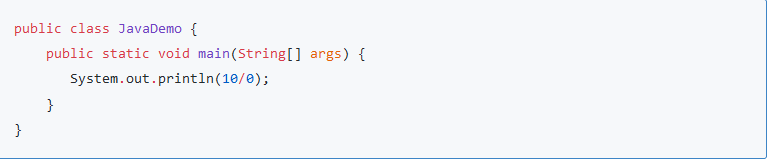 public class JavaDemo {
    public static void main(String[] args) {
       System.out.println(10/0);
    }
}